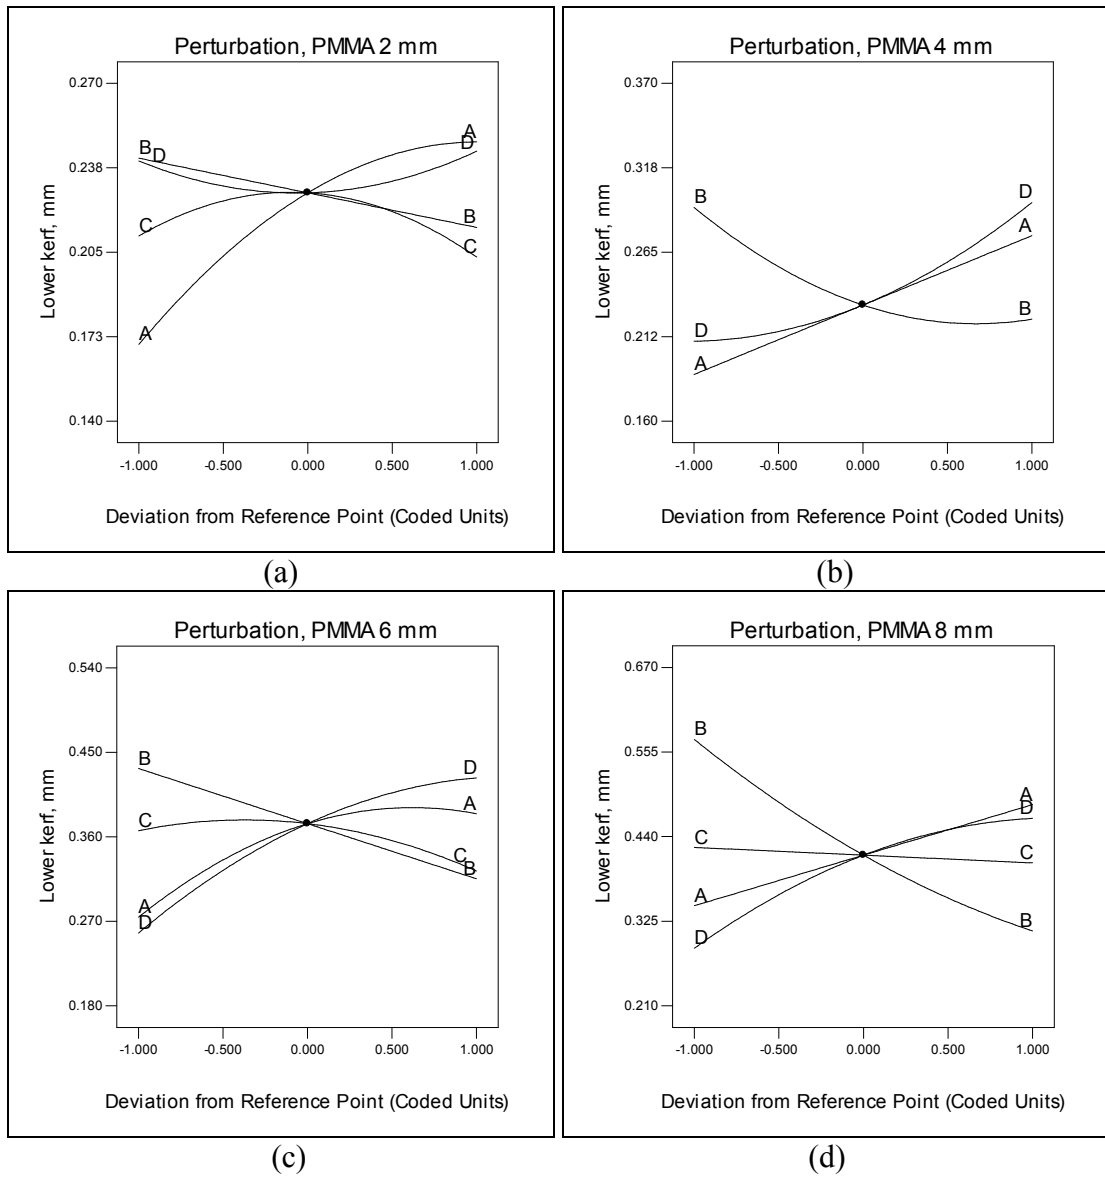 Perturbation, PMMA 2 mm
0.270
0.238
0.205
0.173
0.140
Lower kerf, mm
A
D
B
D
C
B
C
A
-1.000 -0.500 0.000 0.500 1.000
Deviation from Reference Point (Coded Units)
(a)
Perturbation, PMMA 4 mm
0.370
0.318
0.265
0.212
0.160
Lower kerf, mm
B
D
A
B
D
A
-1.000 -0.500 0.000 0.500 1.000
Deviation from Reference Point (Coded Units)
(b)
Perturbation, PMMA 6 mm
0.540
0.450
0.360
0.270
0.180
Lower kerf, mm
B
D
A
C
C
B
A
D
-1.000 -0.500 0.000 0.500 1.000
Deviation from Reference Point (Coded Units)
(c)
Perturbation, PMMA 8 mm
0.670
0.555
0.440
0.325
0.210
Lower kerf, mm
B
A
D
C
C
A
B
D
-1.000 -0.500 0.000 0.500 1.000
Deviation from Reference Point (Coded Units)
(d)